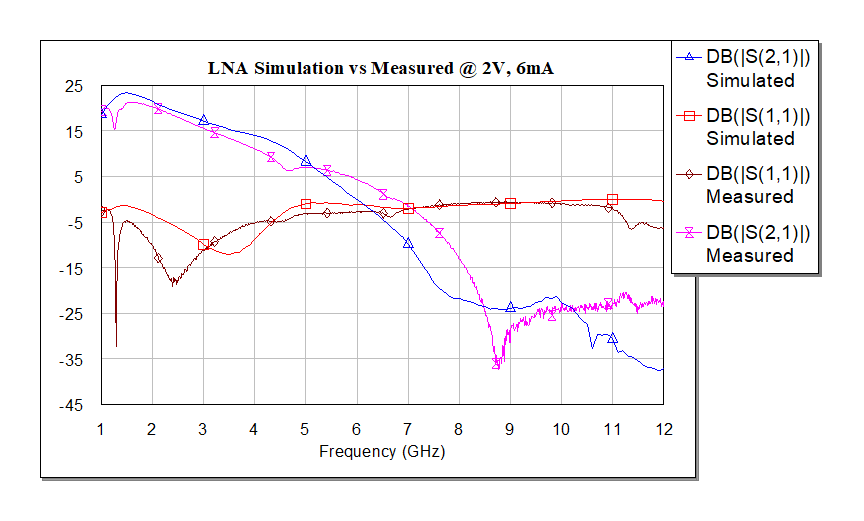 LNA Simulation vs Measured @ 2V, 6mA
25
15
5
-5
-15
-25
-35
-45
1 2 3 4 5 6 7 8 9 10 11 12
Frequency (GHz)
DB(|S(2,1)|)
Simulated
DB(|S(1,1)|)
Simulated
DB(|S(1,1)|)
Measured
DB(|S(2,1)|)
Measured